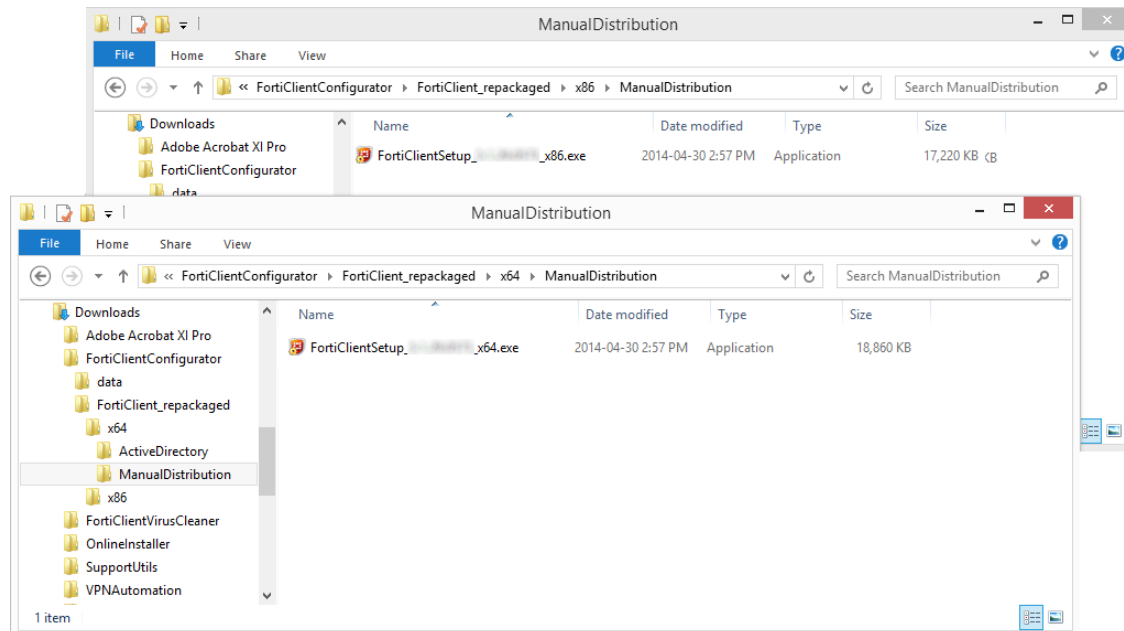 ManualDistribution
File Home Share View
« FortiClientConfigurator FortiClient_repackaged x86 ManualDistribution Search ManualDistribution
Downloads Name Date modified Type Size
Adobe Acrobat XI Pro FortiClientSetup_ _x86.exe 2014-04-30 2:57 PM Application 17,220 KB
FortiClientConfigurator
data
ManualDistribution
File Home Share View
« FortiClientConfigurator FortiClient_repackaged x64 ManualDistribution Search ManualDistribution
Downloads Name Date modified Type Size
Adobe Acrobat XI Pro FortiClientSetup_ _x64.exe 2014-04-30 2:57 PM Application 18,860 KB
FortiClientConfigurator
data
FortiClient_repackaged
x64
ActiveDirectory
ManualDistribution
x86
FortiClientVirusCleaner
OnlineInstaller
SupportUtils
VPNAutomation
1 item